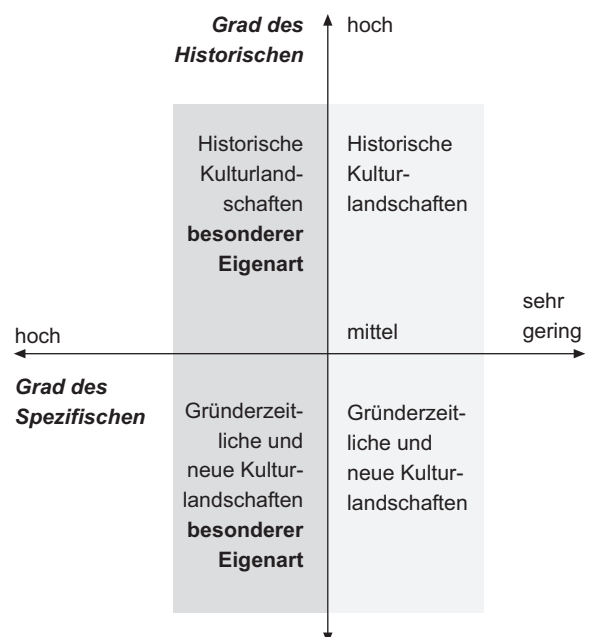 Grad des
Historischen
hoch
Historische
Kulturland-
schaften
besonderer
Eigenart
Historische
Kultur-
landschaften
hoch
mittel
sehr
gering
Grad des
Spezifischen
Gründerzeit-
liche und
neue Kultur-
landschaften
besonderer
Eigenart
Gründerzeit-
liche und
neue Kultur-
landschaften